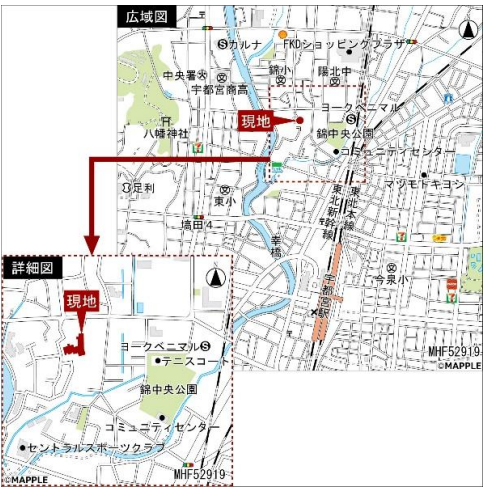 広域図
カルナ
FKDショッピングプラザ
錦小
陽北中
中央署
宇都宮商高
ヨークベニマル
現地
八幡神社
錦中央公園
コミュニティセンター
足利
東小
マツモトキヨシ
東北本線
東北新幹線
塙田4
幸橋
今泉小
宇都宮駅
MHF52919
©MAPPLE
詳細図
現地
ヨークベニマル
テニスコート
錦中央公園
コミュニティセンター
セントラルスポーツクラブ
MHF52919
©MAPPLE